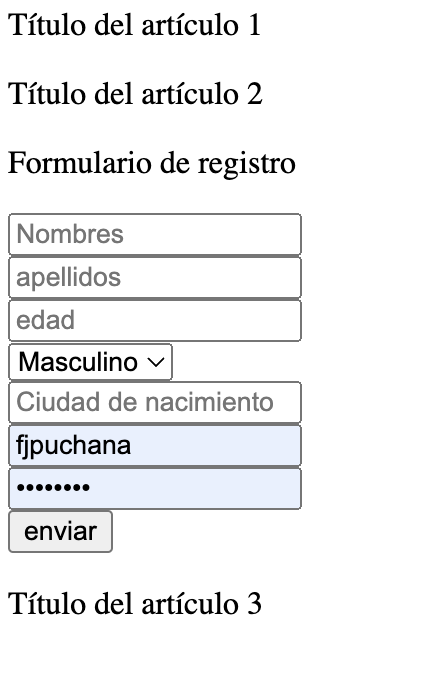 Título del artículo 1
Título del artículo 2
Formulario de registro
Nombres
apellidos
edad
Masculino
Ciudad de nacimiento
fjpuchana
••••••••
enviar
Título del artículo 3